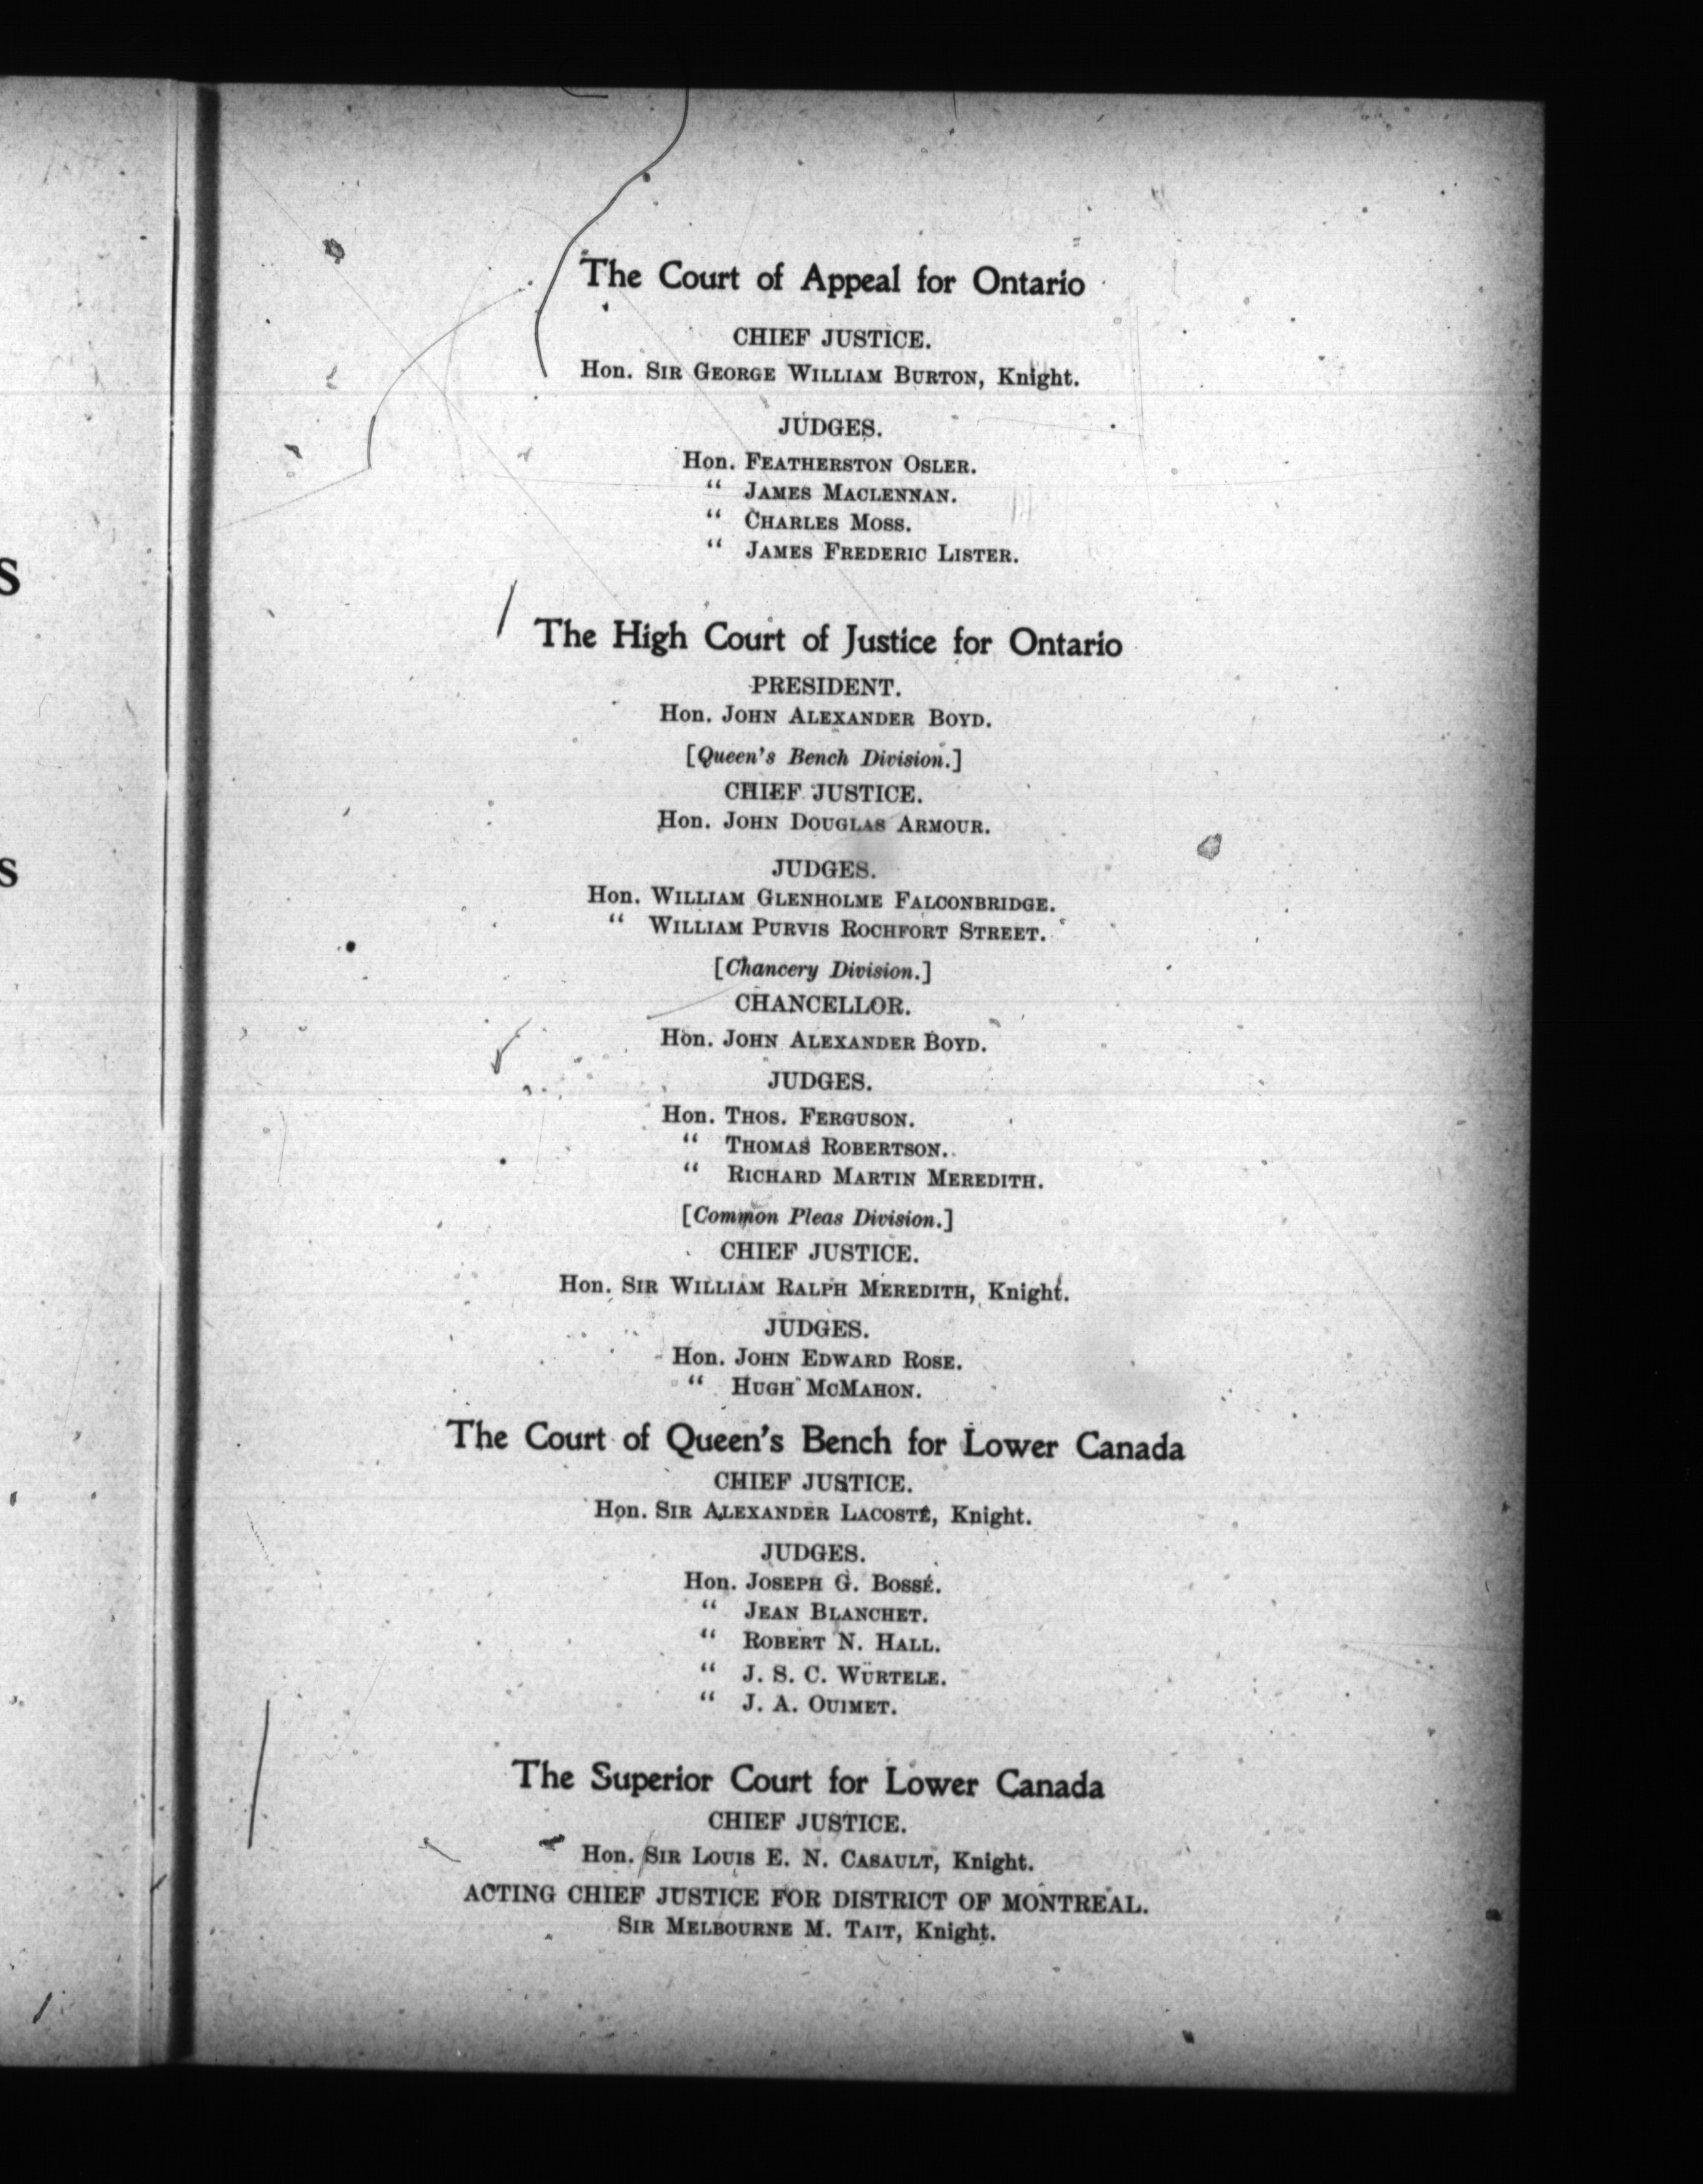 The Court of Appeal for Ontario
CHIEF JUSTICE.
Hon. SIR GEORGE WILLIAM BURTON, Knight.
JUDGES.
Hon. FEATHERSTON OSLER.
“ JAMES MACLENNAN.
“ CHARLES MOSS.
“ JAMES FREDERIC LISTER.
The High Court of Justice for Ontario
PRESIDENT.
Hon. JOHN ALEXANDER BOYD.
[Queen's Bench Division.]
CHIEF JUSTICE.
Hon. JOHN DOUGLAS ARMOUR.
JUDGES.
Hon. WILLIAM GLENHOLME FALCONBRIDGE.
“ WILLIAM PURVIS ROCHFORT STREET.
[Chancery Division.]
CHANCELLOR.
Hon. JOHN ALEXANDER BOYD.
JUDGES.
Hon. THOS. FERGUSON.
“ THOMAS ROBERTSON.
“ RICHARD MARTIN MEREDITH.
[Common Pleas Division.]
CHIEF JUSTICE.
Hon. SIR WILLIAM RALPH MEREDITH, Knight.
JUDGES.
Hon. JOHN EDWARD ROSE.
“ HUGH MCMAHON.
The Court of Queen's Bench for Lower Canada
CHIEF JUSTICE.
Hon. SIR ALEXANDER LACOSTE, Knight.
JUDGES.
Hon. JOSEPH G. BOSSÉ.
“ JEAN BLANCHET.
“ ROBERT N. HALL.
“ J. S. C. WÜRTELE.
“ J. A. OUIMET.
The Superior Court for Lower Canada
CHIEF JUSTICE.
Hon. SIR LOUIS E. N. CASAULT, Knight.
ACTING CHIEF JUSTICE FOR DISTRICT OF MONTREAL.
SIR MELBOURNE M. TAIT, Knight.